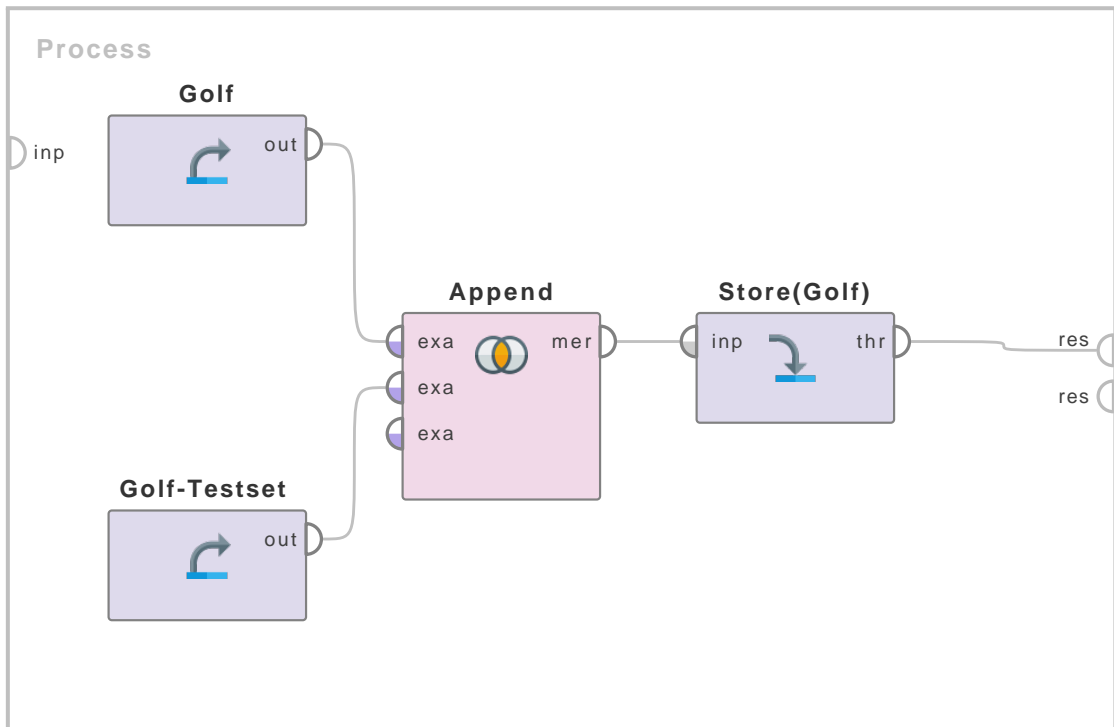 Process
Golf
inp
out
Append
Store(Golf)
exa
mer
inp
thr
res
exa
res
exa
Golf-Testset
out